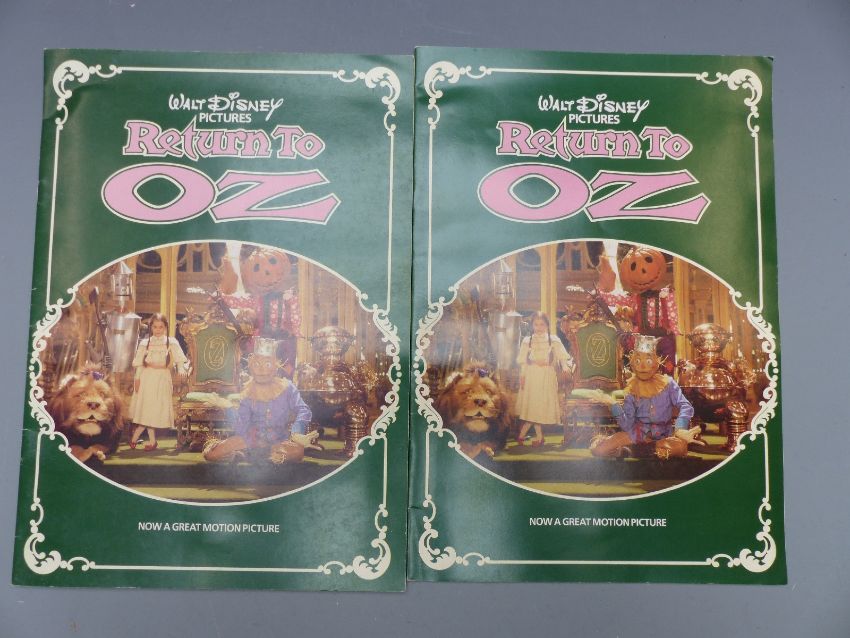 WALT DISNEY
PICTURES
Return To
OZ
NOW A GREAT MOTION PICTURE
WALT DISNEY
PICTURES
Return To
OZ
NOW A GREAT MOTION PICTURE